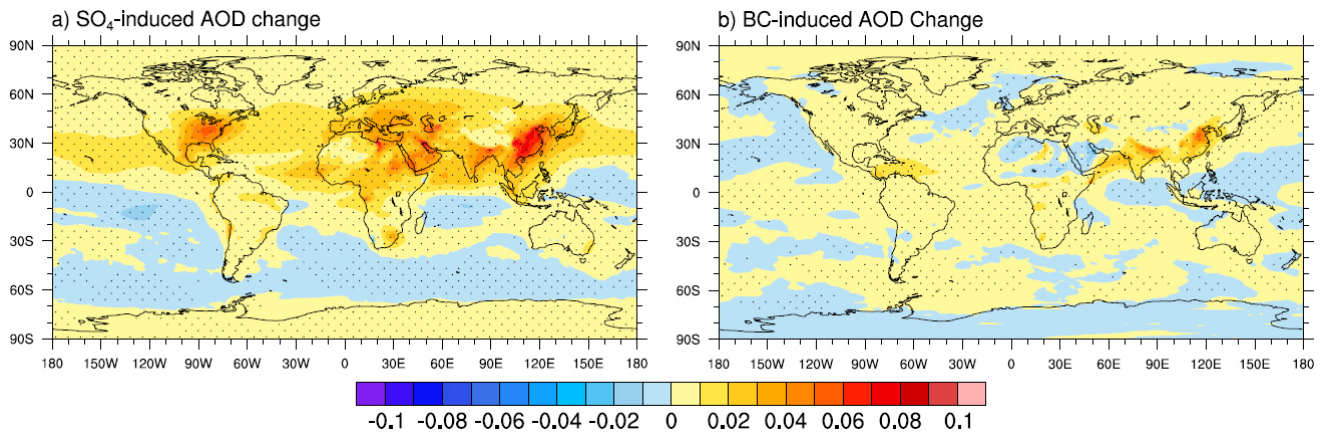 a) SO₄-induced AOD change
b) BC-induced AOD Change
90N
60N
30N
0
30S
60S
90S
90N
60N
30N
0
30S
60S
90S
180 150W 120W 90W 60W 30W 0 30E 60E 90E 120E 150E 180
180 150W 120W 90W 60W 30W 0 30E 60E 90E 120E 150E 180
-0.1 -0.08 -0.06 -0.04 -0.02 0 0.02 0.04 0.06 0.08 0.1